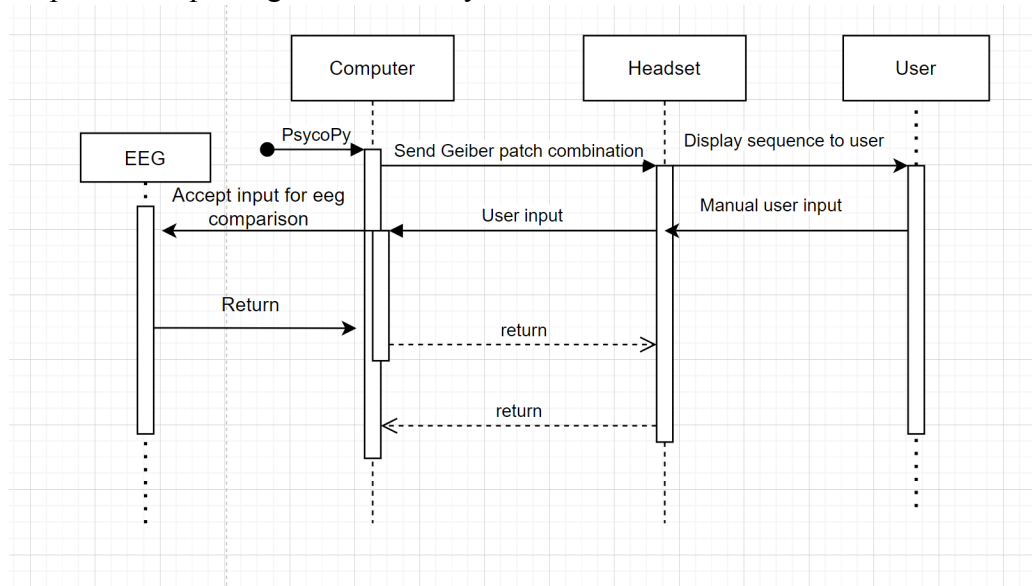 Computer
Headset
User
EEG
PsycoPy
Send Geiber patch combination
Display sequence to user
Accept input for eeg
comparison
User input
Manual user input
Return
return
return